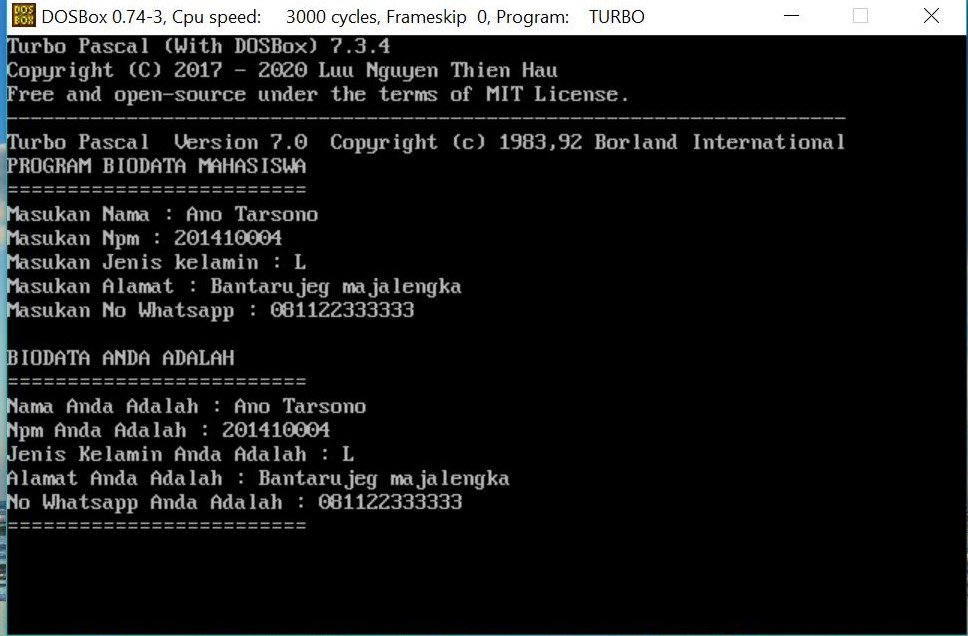 DOSBox 0.74-3, Cpu speed: 3000 cycles, Frameskip 0, Program: TURBO
Turbo Pascal (With DOSBox) 7.3.4
Copyright (C) 2017 - 2020 Luu Nguyen Thien Hau
Free and open-source under the terms of MIT License.
----------------------------------------------------------------------
Turbo Pascal  Version 7.0  Copyright (c) 1983,92 Borland International
PROGRAM BIODATA MAHASISWA
=========================
Masukan Nama : Ano Tarsono
Masukan Npm : 201410004
Masukan Jenis kelamin : L
Masukan Alamat : Bantarujeg majalengka
Masukan No Whatsapp : 081122333333
BIODATA ANDA ADALAH
=========================
Nama Anda Adalah : Ano Tarsono
Npm Anda Adalah : 201410004
Jenis Kelamin Anda Adalah : L
Alamat Anda Adalah : Bantarujeg majalengka
No Whatsapp Anda Adalah : 081122333333
=========================